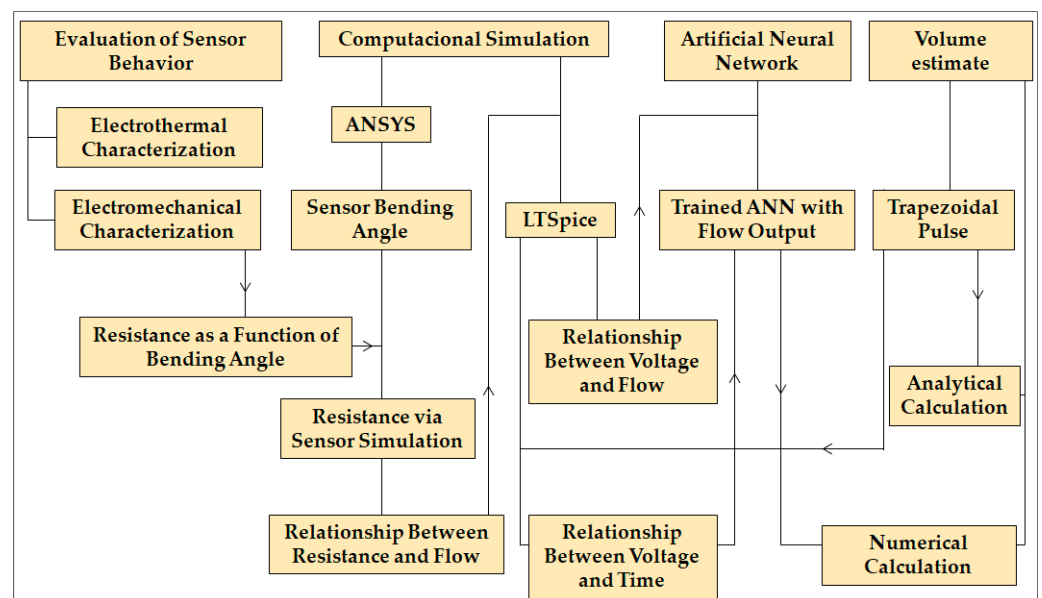 Evaluation of Sensor
Behavior
Computacional Simulation
Artificial Neural
Network
Volume
estimate
Electrothermal
Characterization
ANSYS
Electromechanical
Characterization
Sensor Bending
Angle
LTSpice
Trained ANN with
Flow Output
Trapezoidal
Pulse
Resistance as a Function of
Bending Angle
Relationship
Between Voltage
and Flow
Analytical
Calculation
Resistance via
Sensor Simulation
Relationship Between
Resistance and Flow
Relationship
Between Voltage
and Time
Numerical
Calculation